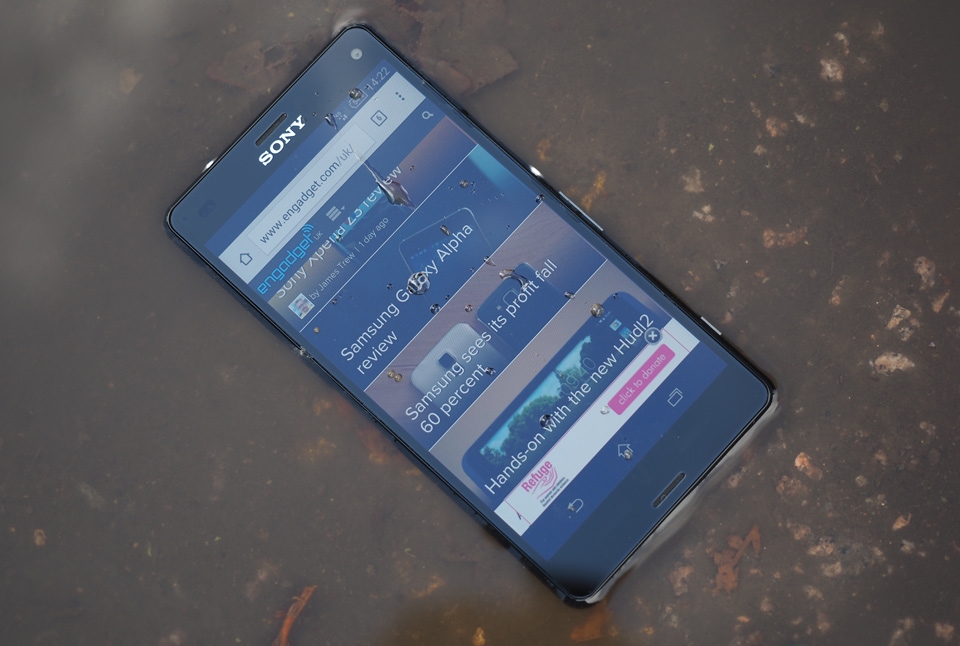 SONY
14:22
www.engadget.com/uk/
6
engadget UK
Sony Xperia Z3 review
by James Trew | 1 day ago
Samsung Galaxy Alpha
review
Samsung sees its profit fall
60 percent
Hands-on with the new Hudl2
Refuge
click to donate